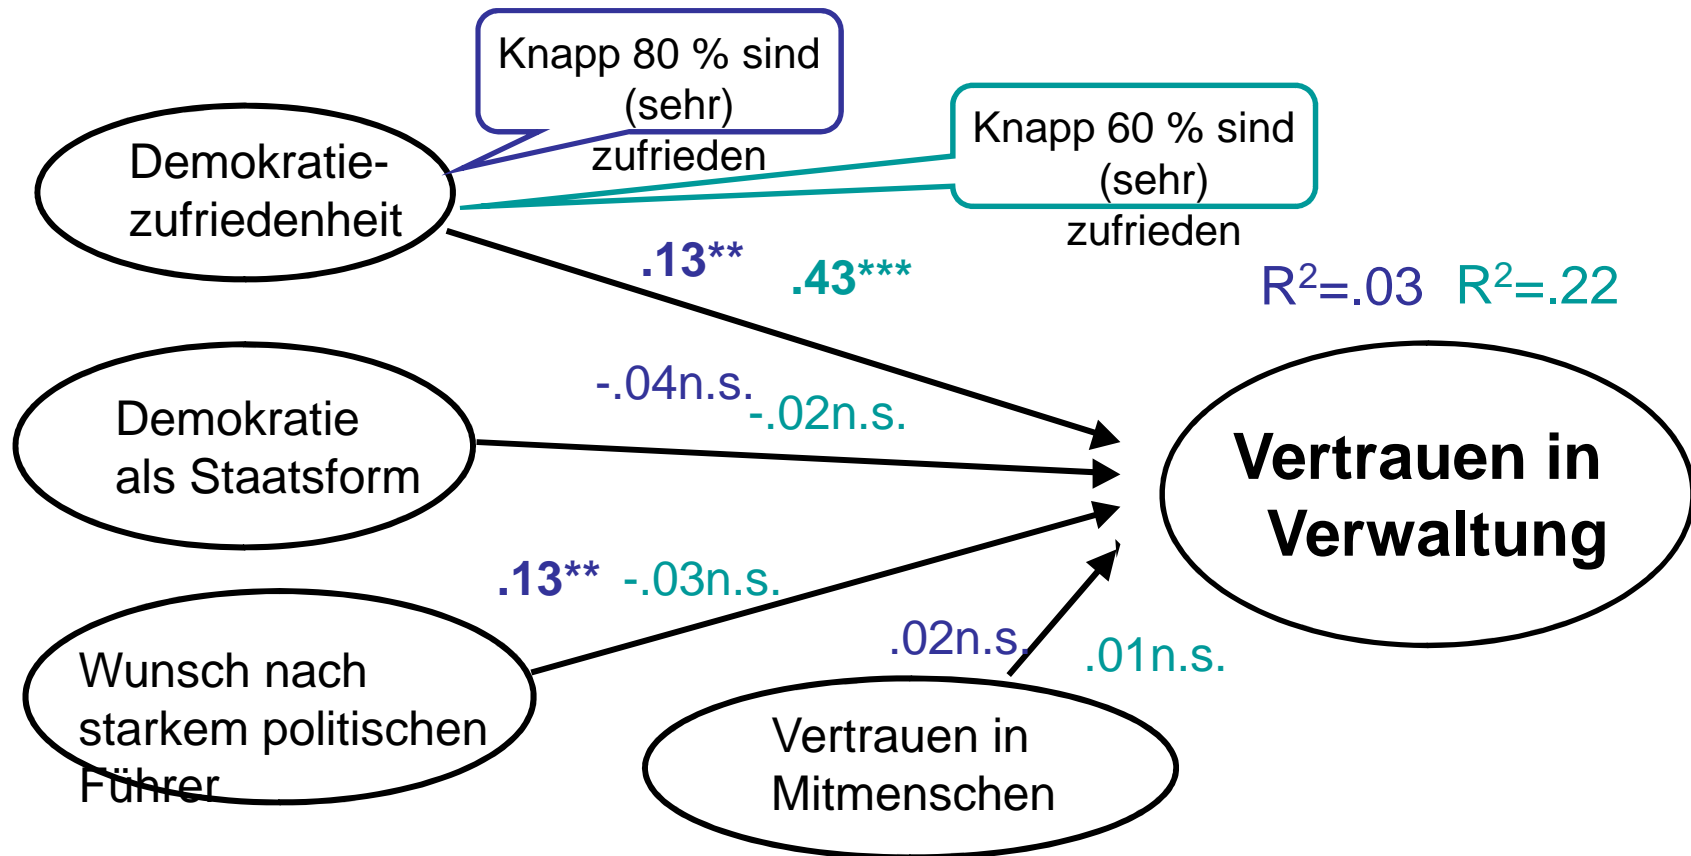 Knapp 80 % sind
(sehr)
zufrieden
Knapp 60 % sind
(sehr)
zufrieden
Demokratie-
zufriedenheit
.13** .43***
R²=.03 R²=.22
-.04n.s. -.02n.s.
Demokratie
als Staatsform
Vertrauen in
Verwaltung
.13** -.03n.s.
.02n.s. .01n.s.
Wunsch nach
starkem politischen
Führer
Vertrauen in
Mitmenschen